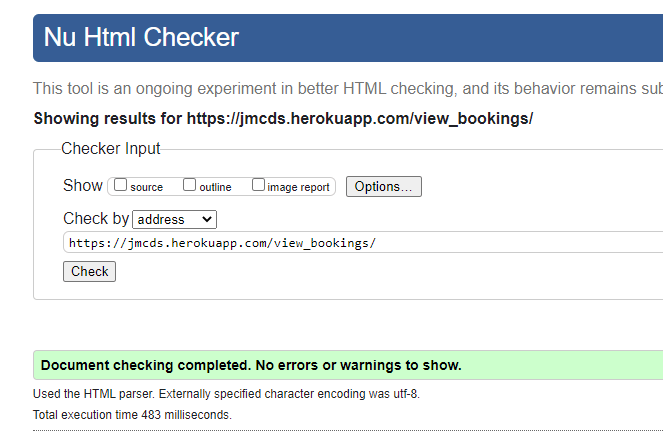 Nu Html Checker
This tool is an ongoing experiment in better HTML checking, and its behavior remains
Showing results for https://jmcds.herokuapp.com/view_bookings/
Checker Input
Show source outline image report Options...
Check by address
https://jmcds.herokuapp.com/view_bookings/
Check
Document checking completed. No errors or warnings to show.
Used the HTML parser. Externally specified character encoding was utf-8.
Total execution time 483 milliseconds.